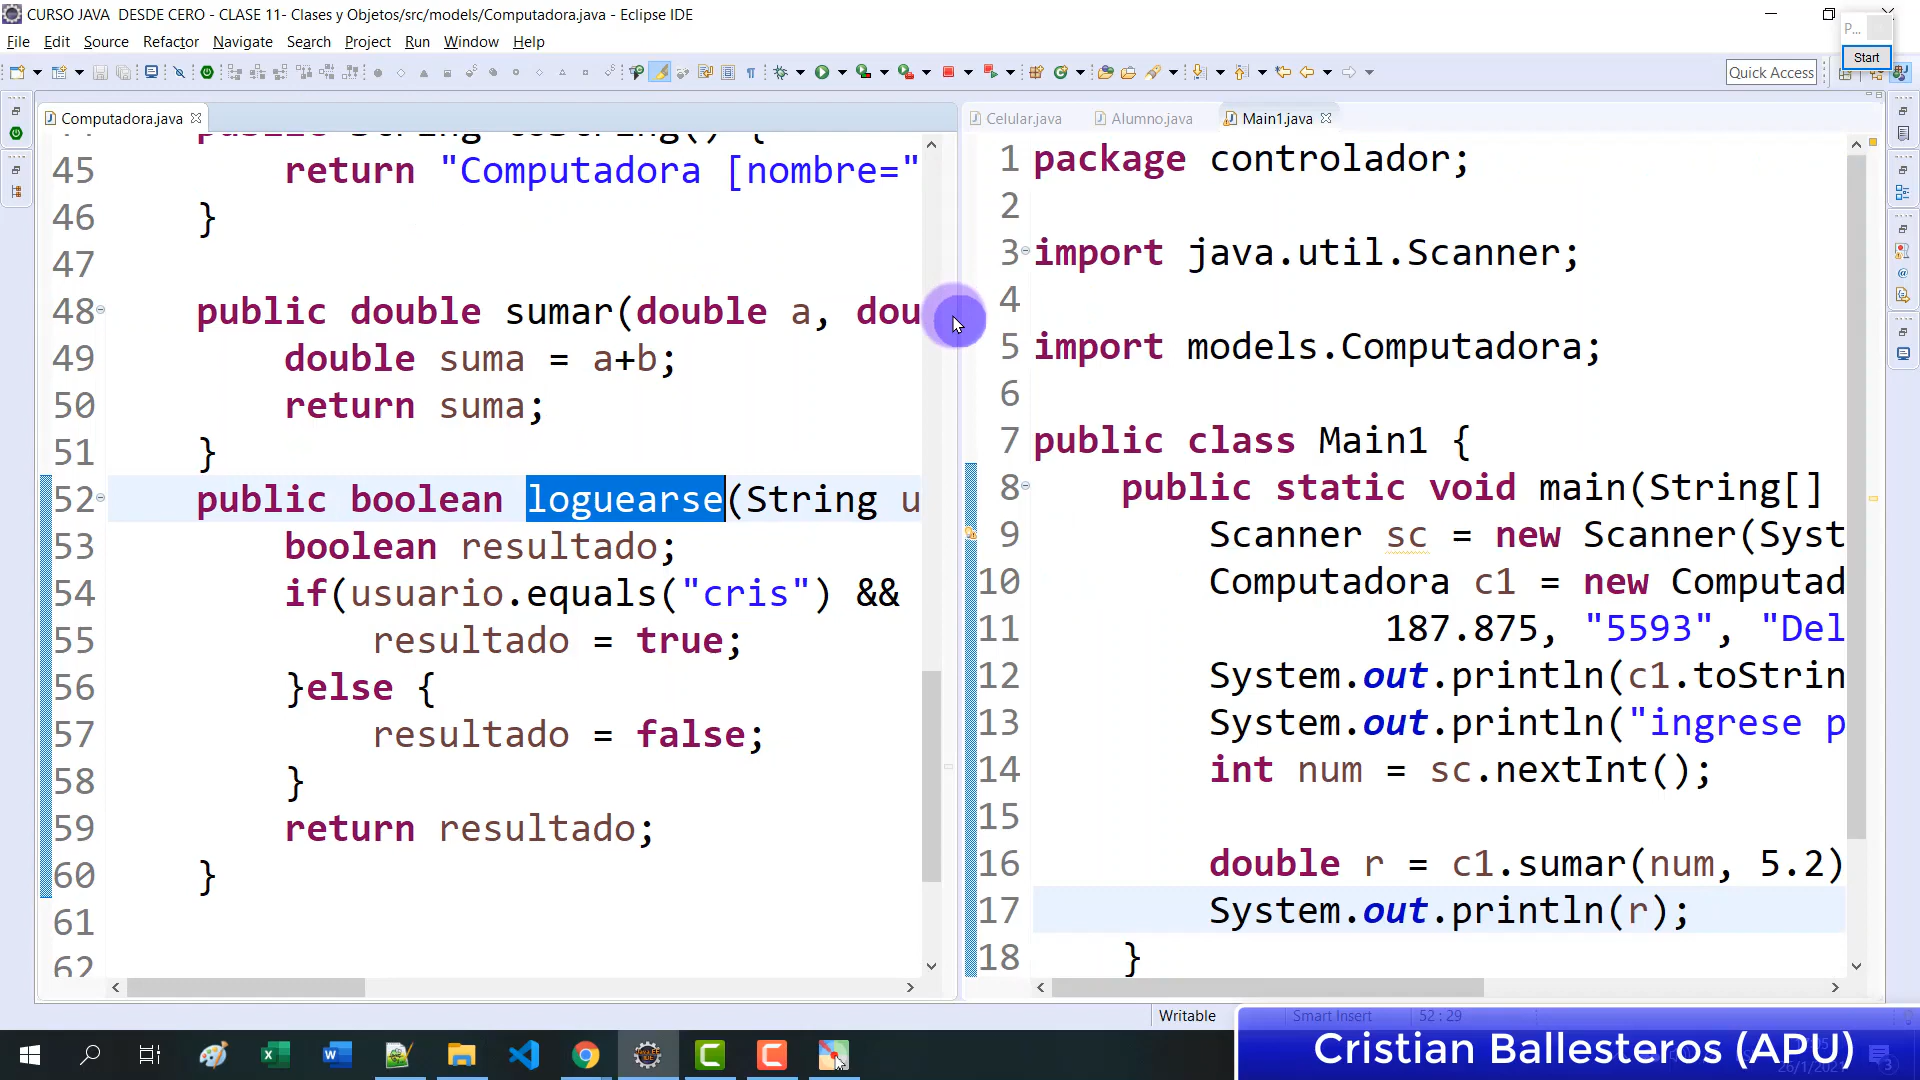 CURSO JAVA DESDE CERO - CLASE 11- Clases y Objetos/src/models/Computadora.java - Eclipse IDE
P...
File Edit Source Refactor Navigate Search Project Run Window Help
Start
Quick Access
Computadora.java
45 return "Computadora [nombre="
46 }
47
48 public double sumar(double a, dou
49 double suma = a+b;
50 return suma;
51 }
52 public boolean loguearse(String u
53 boolean resultado;
54 if(usuario.equals("cris") &&
55 resultado = true;
56 }else {
57 resultado = false;
58 }
59 return resultado;
60 }
61
62
Celular.java Alumno.java Main1.java
1 package controlador;
2
3 import java.util.Scanner;
4
5 import models.Computadora;
6
7 public class Main1 {
8 public static void main(String[]
9 Scanner sc = new Scanner(Syst
10 Computadora c1 = new Computad
11 187.875, "5593", "Del
12 System.out.println(c1.toStrin
13 System.out.println("ingrese p
14 int num = sc.nextInt();
15
16 double r = c1.sumar(num, 5.2)
17 System.out.println(r);
18 }
Writable Smart Insert 52 : 29
Cristian Ballesteros (APU)